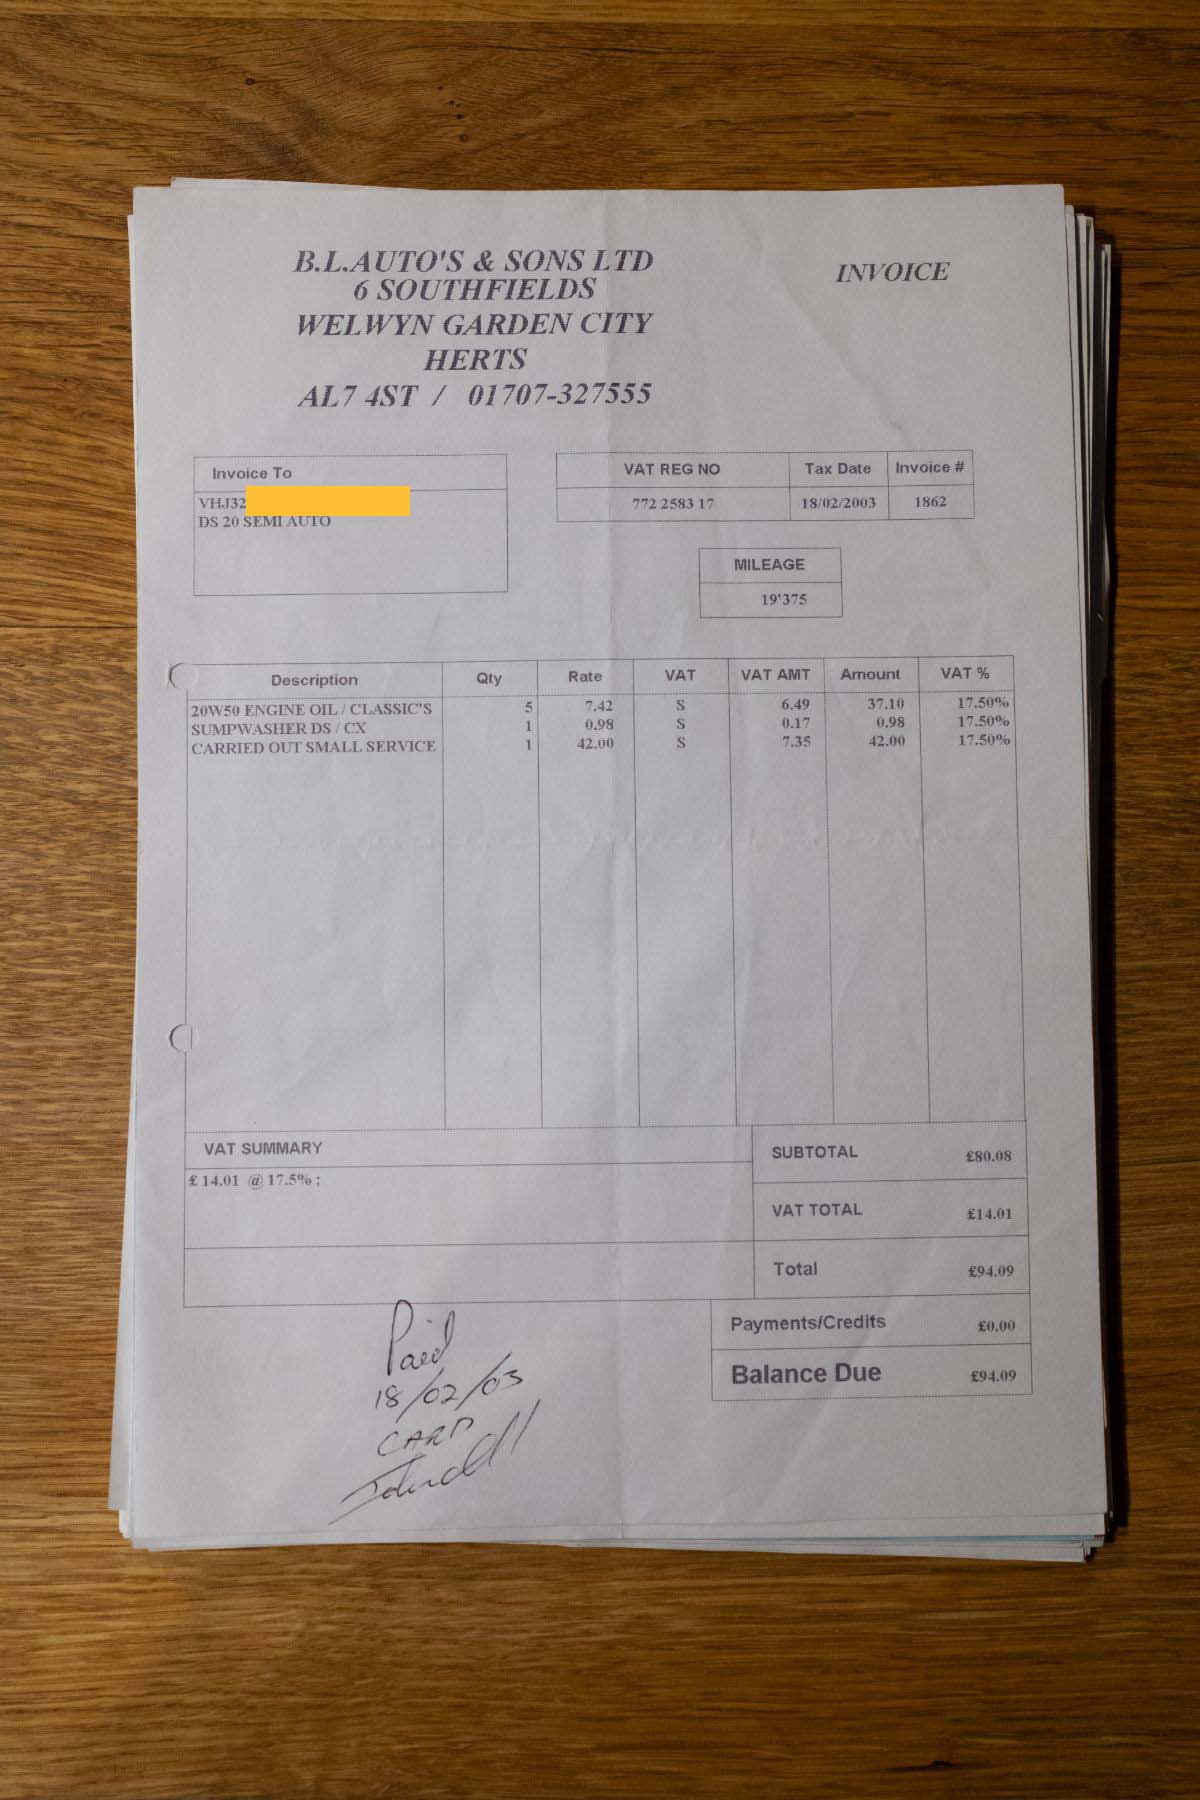 B.L.AUTO'S & SONS LTD
6 SOUTHFIELDS
WELWYN GARDEN CITY
HERTS
AL7 4ST / 01707-327555
INVOICE
Invoice To
VHJ32
DS 20 SEMI AUTO
VAT REG NO Tax Date Invoice #
772 2583 17 18/02/2003 1862
MILEAGE
19'375
Description Qty Rate VAT VAT AMT Amount VAT %
20W50 ENGINE OIL / CLASSIC'S 5 7.42 S 6.49 37.10 17.50%
SUMPWASHER DS / CX 1 0.98 S 0.17 0.98 17.50%
CARRIED OUT SMALL SERVICE 1 42.00 S 7.35 42.00 17.50%
VAT SUMMARY
£ 14.01 @ 17.5% ;
SUBTOTAL £80.08
VAT TOTAL £14.01
Total £94.09
Payments/Credits £0.00
Balance Due £94.09
Paid
18/02/03
CARD